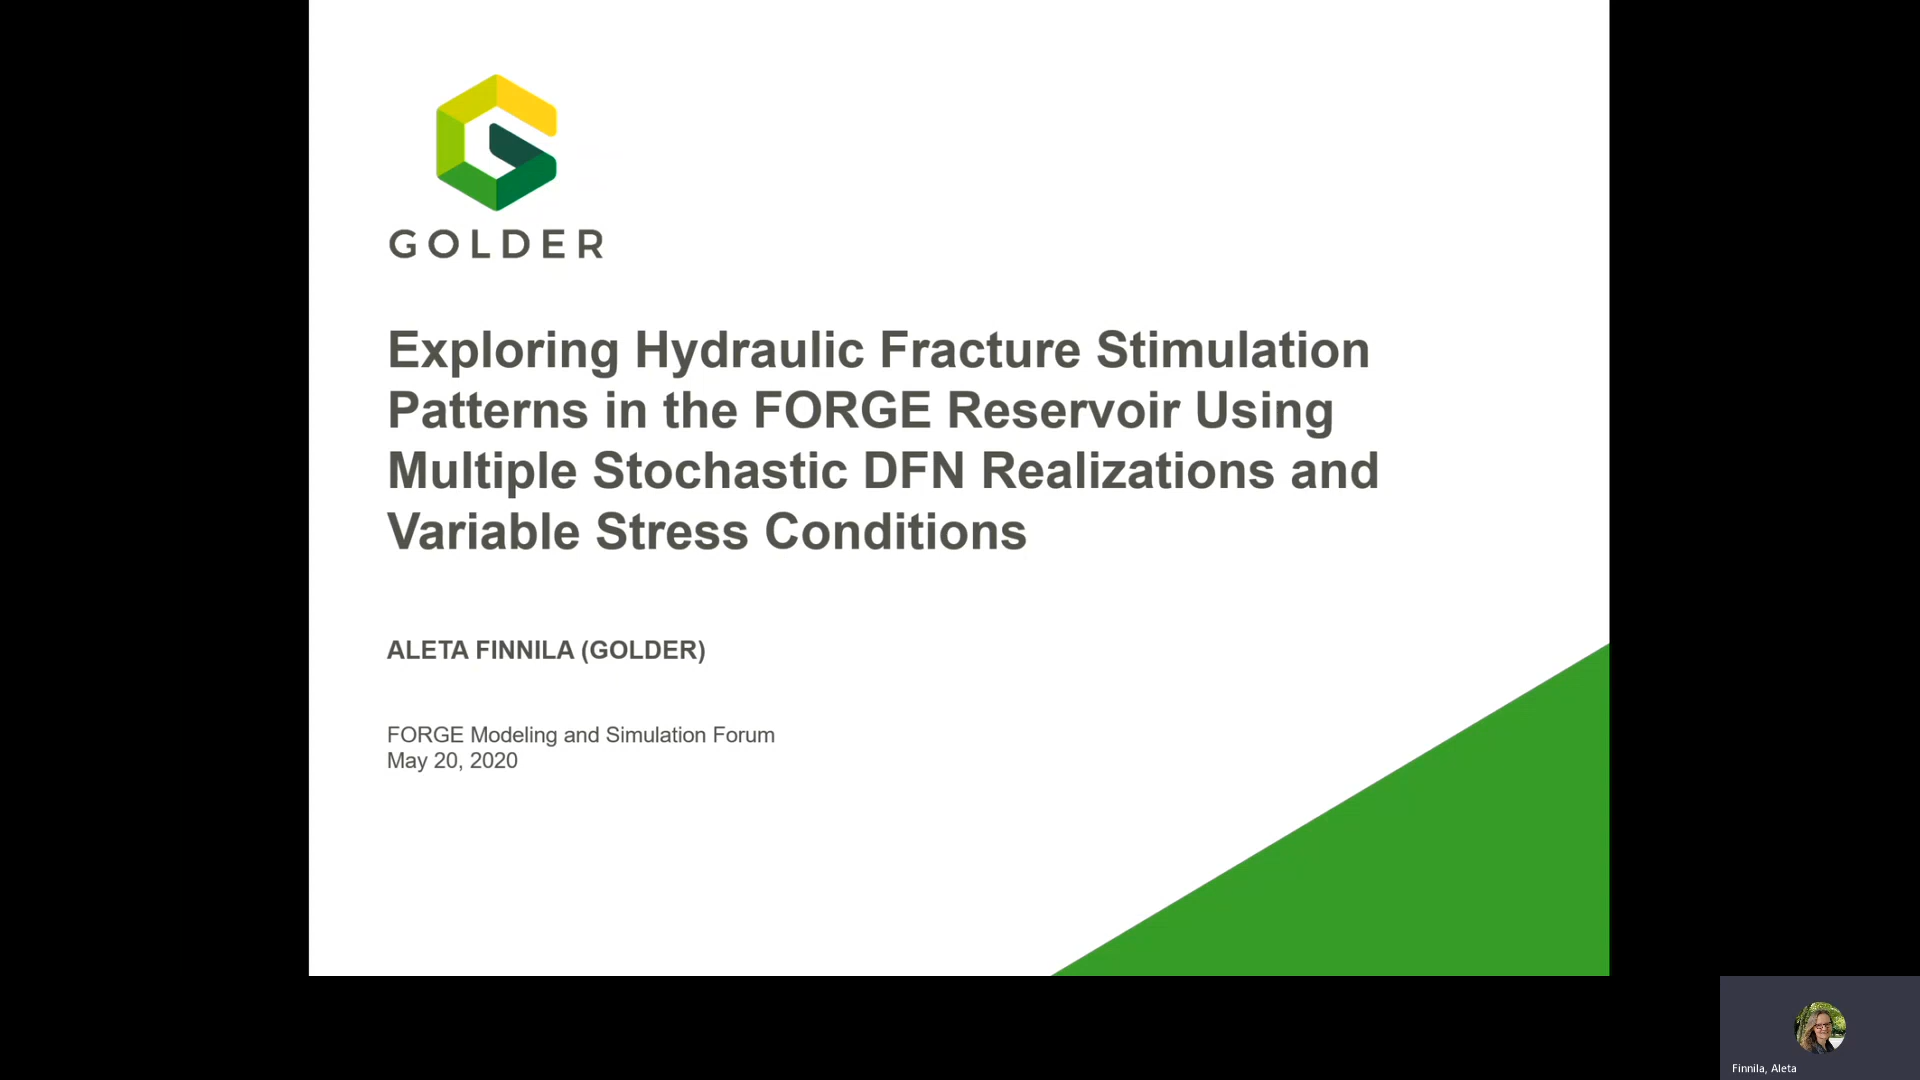 GOLDER
Exploring Hydraulic Fracture Stimulation
Patterns in the FORGE Reservoir Using
Multiple Stochastic DFN Realizations and
Variable Stress Conditions
ALETA FINNILA (GOLDER)
FORGE Modeling and Simulation Forum
May 20, 2020
Finnila, Aleta